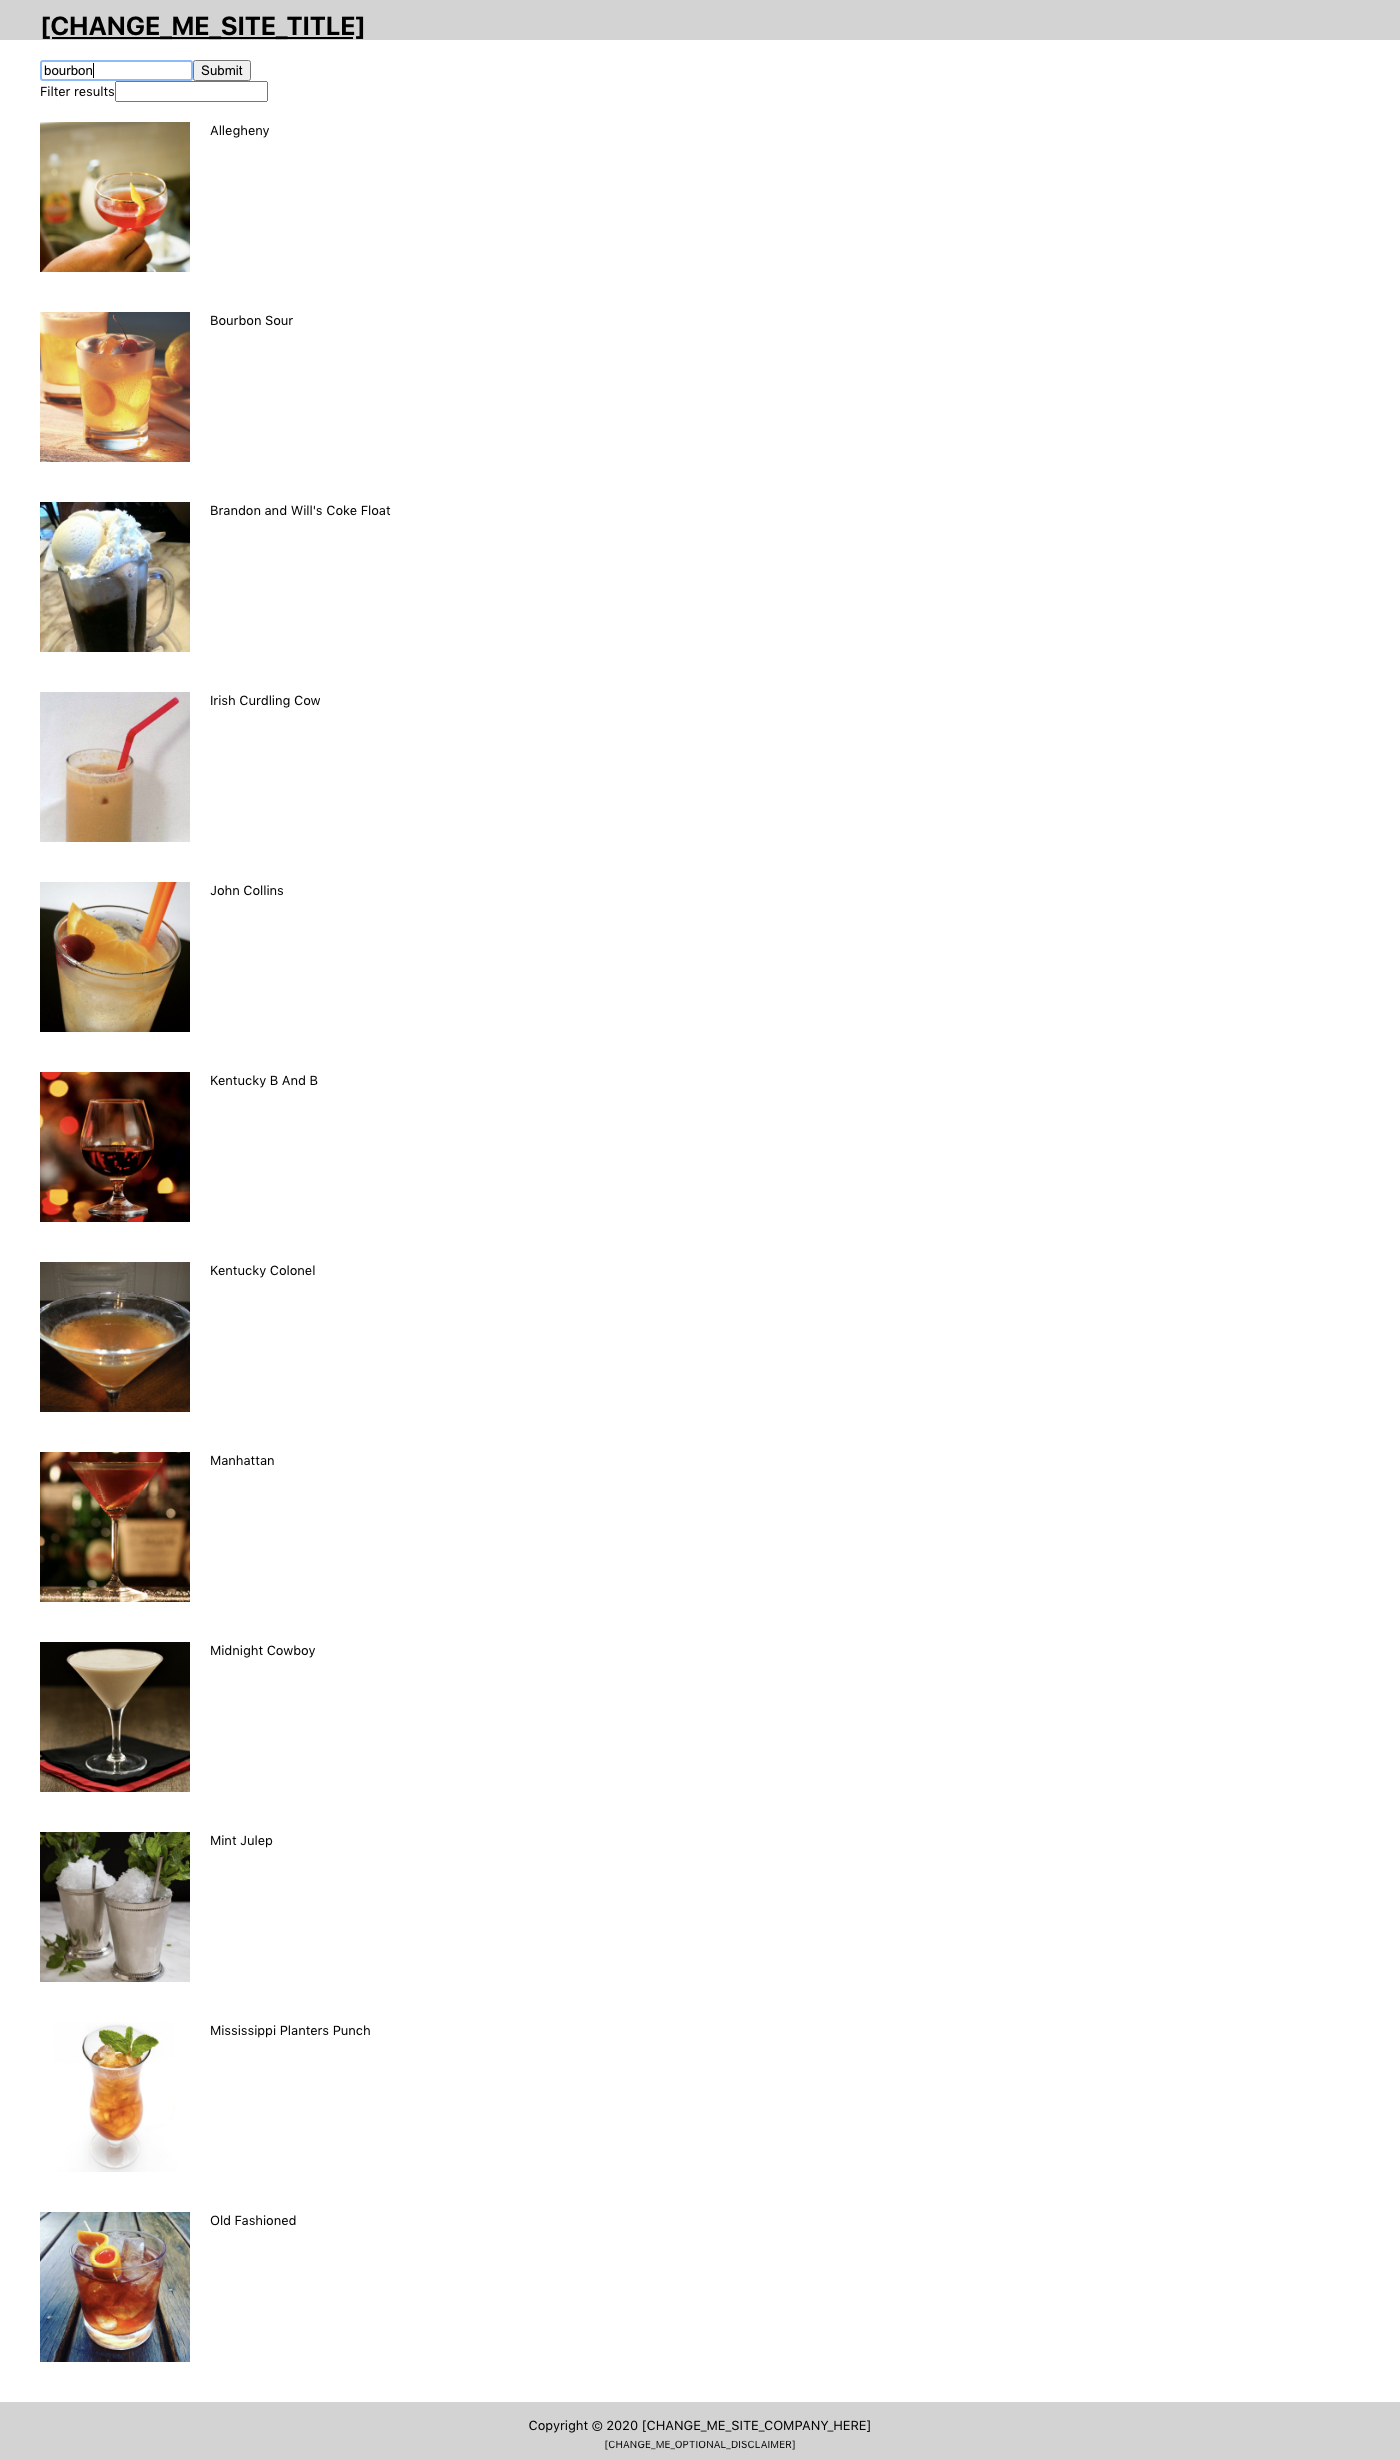 [CHANGE_ME_SITE_TITLE]
bourbon Submit
Filter results
Allegheny
Bourbon Sour
Brandon and Will's Coke Float
Irish Curdling Cow
John Collins
Kentucky B And B
Kentucky Colonel
Manhattan
Midnight Cowboy
Mint Julep
Mississippi Planters Punch
Old Fashioned
Copyright © 2020 [CHANGE_ME_SITE_COMPANY_HERE]
[CHANGE_ME_OPTIONAL_DISCLAIMER]